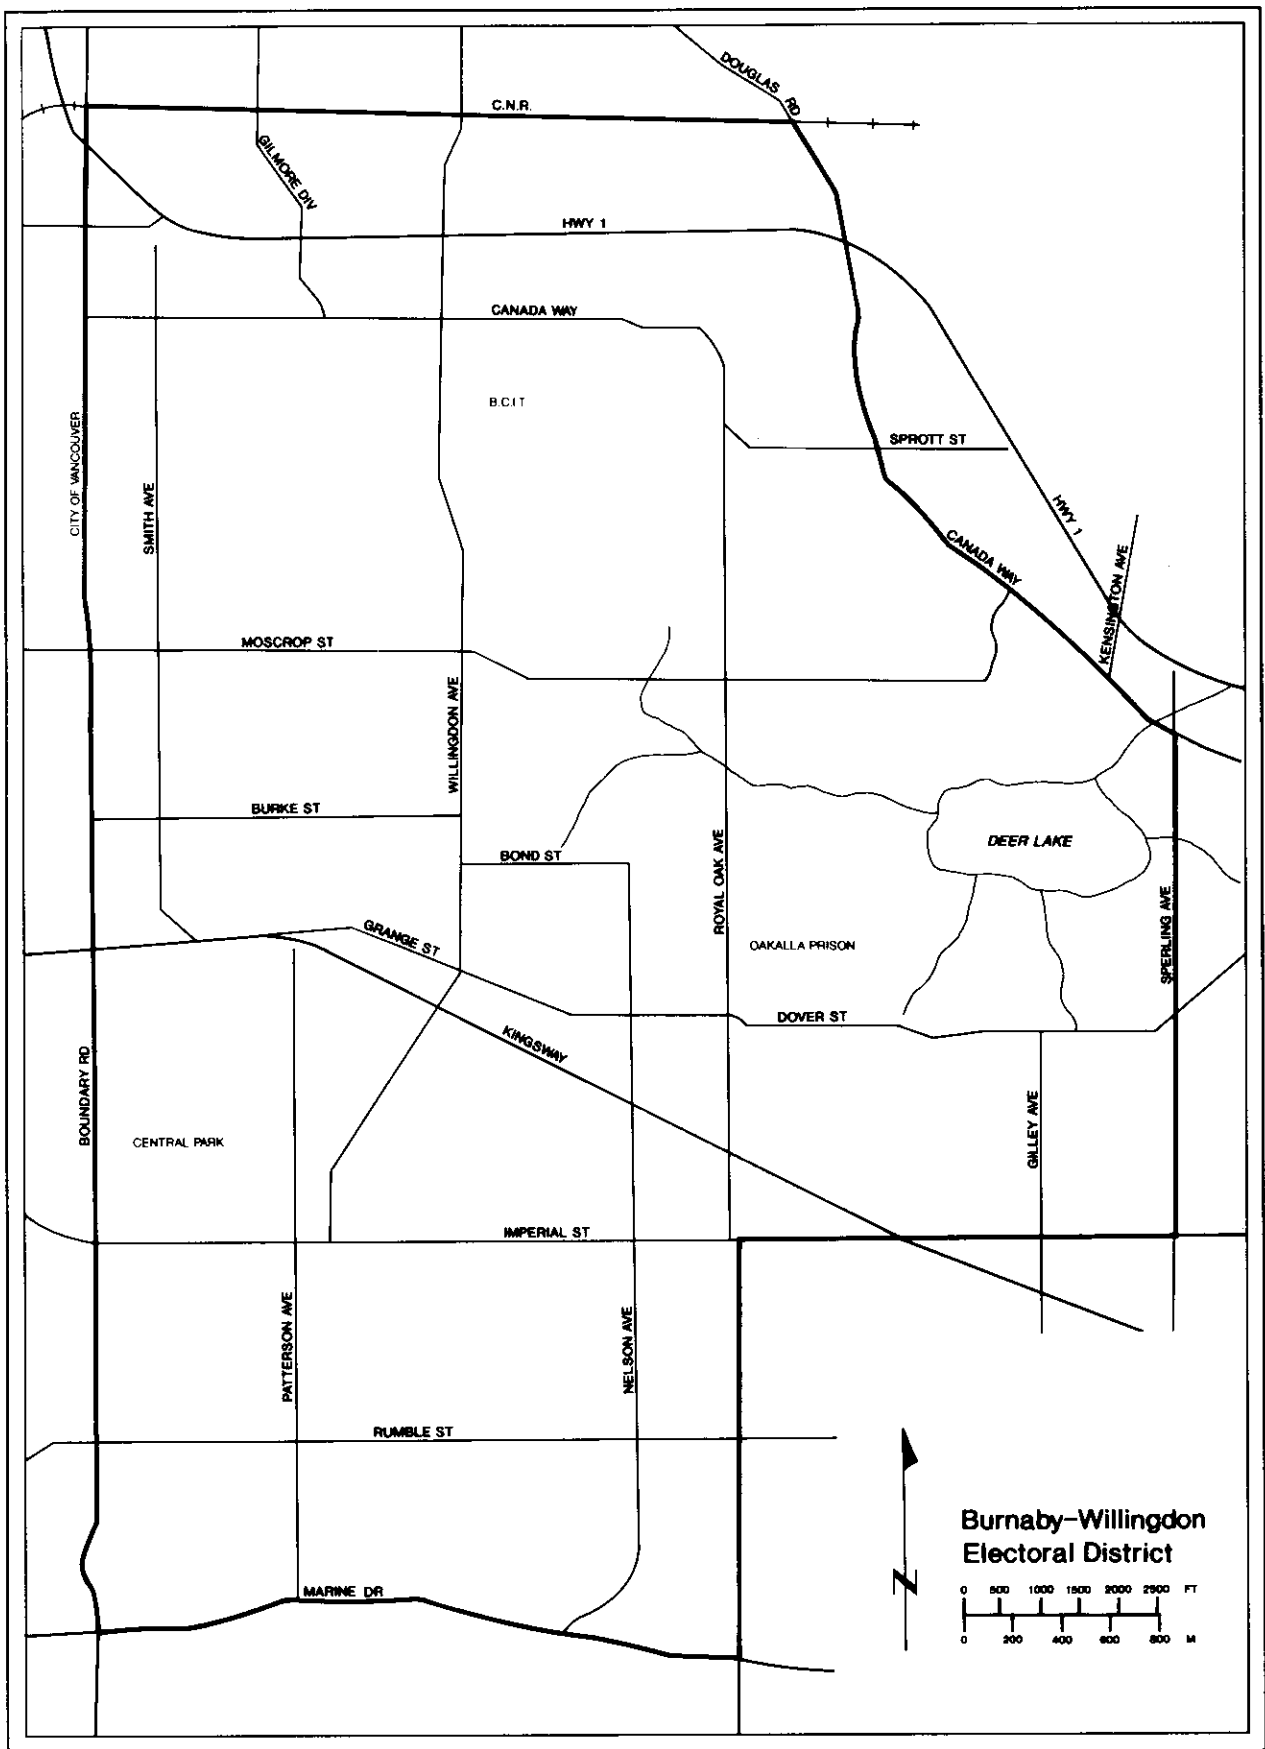 DOUGLAS RD
C.N.R.
GILMORE DIV
HWY 1
CANADA WAY
B.C.I.T
CITY OF VANCOUVER
SMITH AVE
SPROTT ST
HWY 1
CANADA WAY
KENSINGTON AVE
MOSCROP ST
WILLINGDON AVE
BURKE ST
BOND ST
ROYAL OAK AVE
DEER LAKE
GRANGE ST
OAKALLA PRISON
SPERLING AVE
DOVER ST
KINGSWAY
BOUNDARY RD
CENTRAL PARK
GILLEY AVE
IMPERIAL ST
PATTERSON AVE
NELSON AVE
RUMBLE ST
MARINE DR
N
Burnaby-Willingdon
Electoral District
0 500 1000 1500 2000 2500 FT
0 200 400 600 800 M